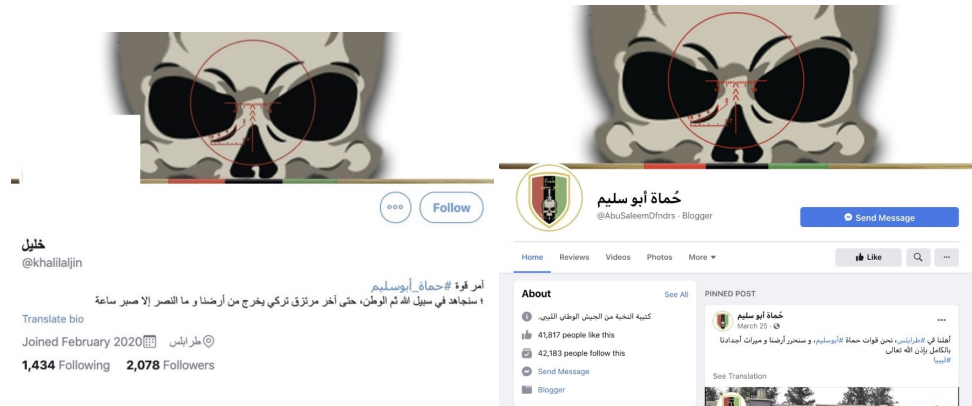 Follow
خليل
@khalilaljin
آمر قوة #حماة_أبوسليم
؛ سنجاهد في سبيل الله ثم الوطن، حتى آخر مرتزق تركي يخرج من أرضنا و ما النصر إلا صبر ساعة
Translate bio
Joined February 2020 طرابلس
1,434 Following 2,078 Followers
حُماة أبو سليم
@AbuSaleemDfndrs · Blogger
Send Message
Home Reviews Videos Photos More
Like
About See All
كتيبة النخبة من الجيش الوطني الليبي.
41,817 people like this
42,183 people follow this
Send Message
Blogger
PINNED POST
حُماة أبو سليم
March 25
أهلنا في #طرابلس، نحن قوات حماة #أبوسليم، و سنحرر أرضنا و ميراث أجدادنا
بالكامل بإذن الله تعالى
#ليبيا
See Translation